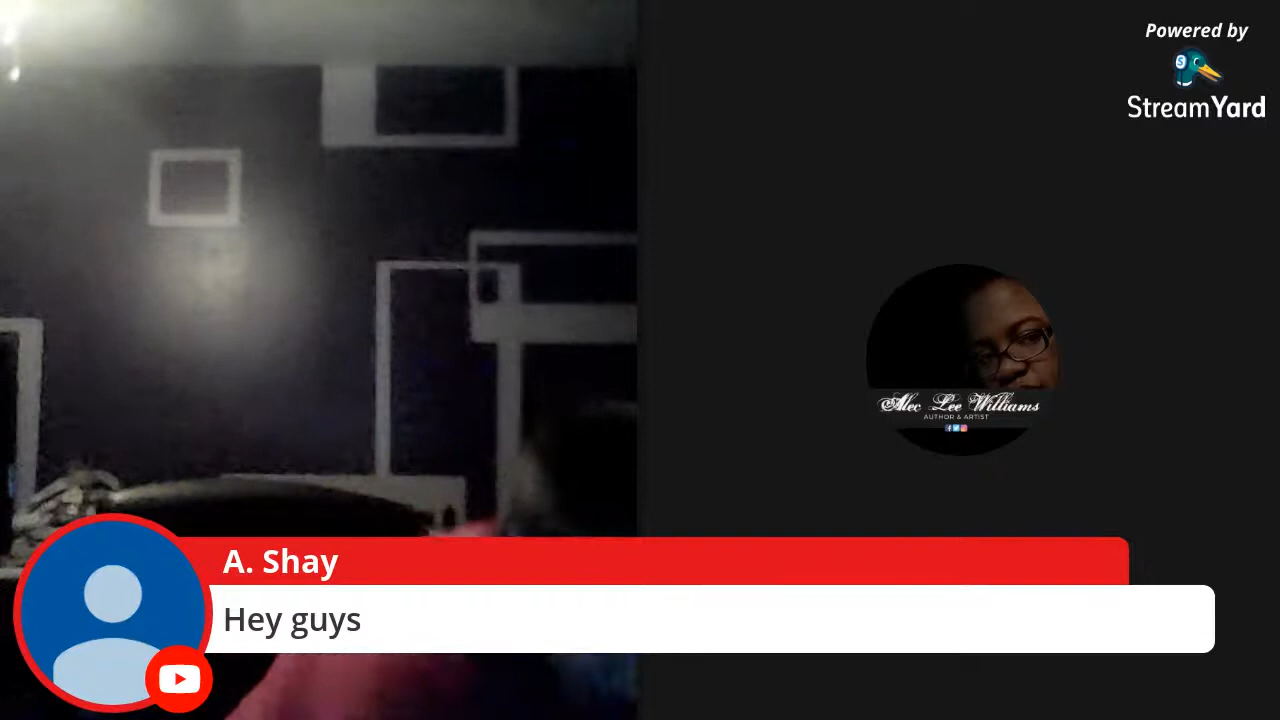 Powered by
StreamYard
Alec Lee Williams
AUTHOR & ARTIST
A. Shay
Hey guys